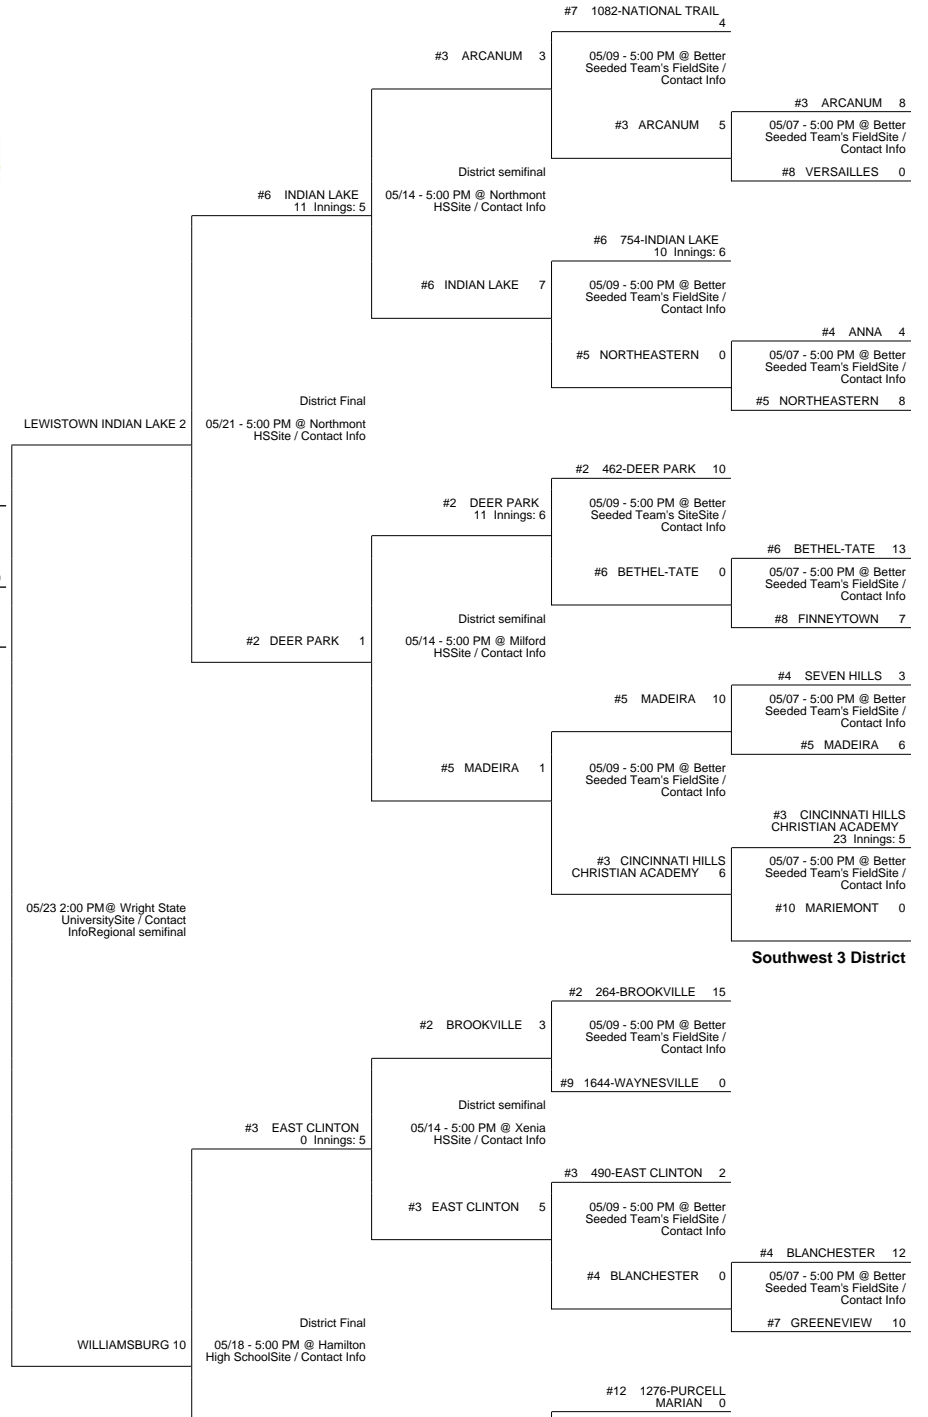 #7 1082-NATIONAL TRAIL
4
#3 ARCANUM 3
05/09 - 5:00 PM @ Better
Seeded Team's FieldSite /
Contact Info
#3 ARCANUM 8
#3 ARCANUM 5
05/07 - 5:00 PM @ Better
Seeded Team's FieldSite /
Contact Info
District semifinal
#8 VERSAILLES 0
#6 INDIAN LAKE
11 Innings: 5
05/14 - 5:00 PM @ Northmont
HSSite / Contact Info
#6 754-INDIAN LAKE
10 Innings: 6
#6 INDIAN LAKE 7
05/09 - 5:00 PM @ Better
Seeded Team's FieldSite /
Contact Info
#4 ANNA 4
#5 NORTHEASTERN 0
05/07 - 5:00 PM @ Better
Seeded Team's FieldSite /
Contact Info
District Final
#5 NORTHEASTERN 8
LEWISTOWN INDIAN LAKE 2
05/21 - 5:00 PM @ Northmont
HSSite / Contact Info
#2 462-DEER PARK 10
#2 DEER PARK
11 Innings: 6
05/09 - 5:00 PM @ Better
Seeded Team's SiteSite /
Contact Info
#6 BETHEL-TATE 13
#6 BETHEL-TATE 0
05/07 - 5:00 PM @ Better
Seeded Team's FieldSite /
Contact Info
District semifinal
#8 FINNEYTOWN 7
#2 DEER PARK 1
05/14 - 5:00 PM @ Milford
HSSite / Contact Info
#4 SEVEN HILLS 3
#5 MADEIRA 10
05/07 - 5:00 PM @ Better
Seeded Team's FieldSite /
Contact Info
#5 MADEIRA 6
#5 MADEIRA 1
05/09 - 5:00 PM @ Better
Seeded Team's FieldSite /
Contact Info
#3 CINCINNATI HILLS
CHRISTIAN ACADEMY
23 Innings: 5
#3 CINCINNATI HILLS
CHRISTIAN ACADEMY 6
05/07 - 5:00 PM @ Better
Seeded Team's FieldSite /
Contact Info
05/23 2:00 PM@ Wright State
UniversitySite / Contact
InfoRegional semifinal
#10 MARIEMONT 0
Southwest 3 District
#2 264-BROOKVILLE 15
#2 BROOKVILLE 3
05/09 - 5:00 PM @ Better
Seeded Team's FieldSite /
Contact Info
#9 1644-WAYNESVILLE 0
District semifinal
#3 EAST CLINTON
0 Innings: 5
05/14 - 5:00 PM @ Xenia
HSSite / Contact Info
#3 490-EAST CLINTON 2
#3 EAST CLINTON 5
05/09 - 5:00 PM @ Better
Seeded Team's FieldSite /
Contact Info
#4 BLANCHESTER 12
#4 BLANCHESTER 0
05/07 - 5:00 PM @ Better
Seeded Team's FieldSite /
Contact Info
District Final
#7 GREENEVIEW 10
WILLIAMSBURG 10
05/18 - 5:00 PM @ Hamilton
High SchoolSite / Contact Info
#12 1276-PURCELL
MARIAN 0